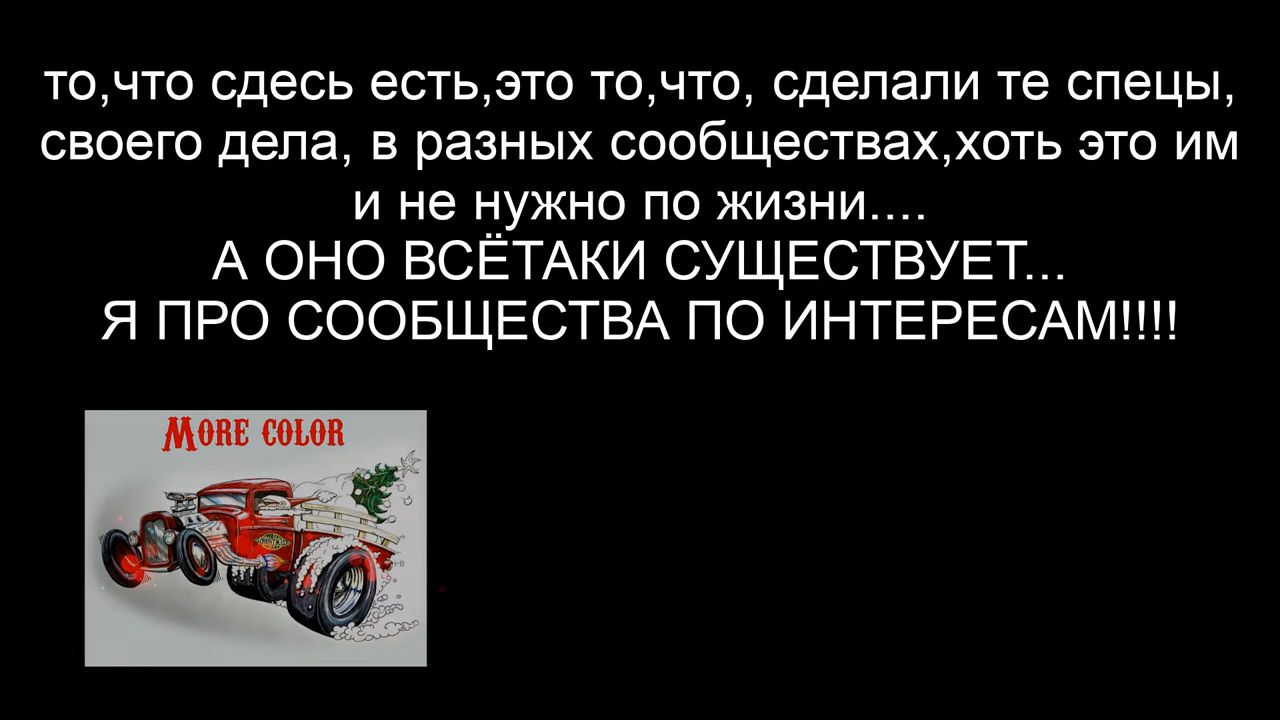 то,что сдесь есть,это то,что, сделали те спецы,
своего дела, в разных сообществах,хоть это им
и не нужно по жизни....
А ОНО ВСЁТАКИ СУЩЕСТВУЕТ...
Я ПРО СООБЩЕСТВА ПО ИНТЕРЕСАМ!!!!
MORE COLOR